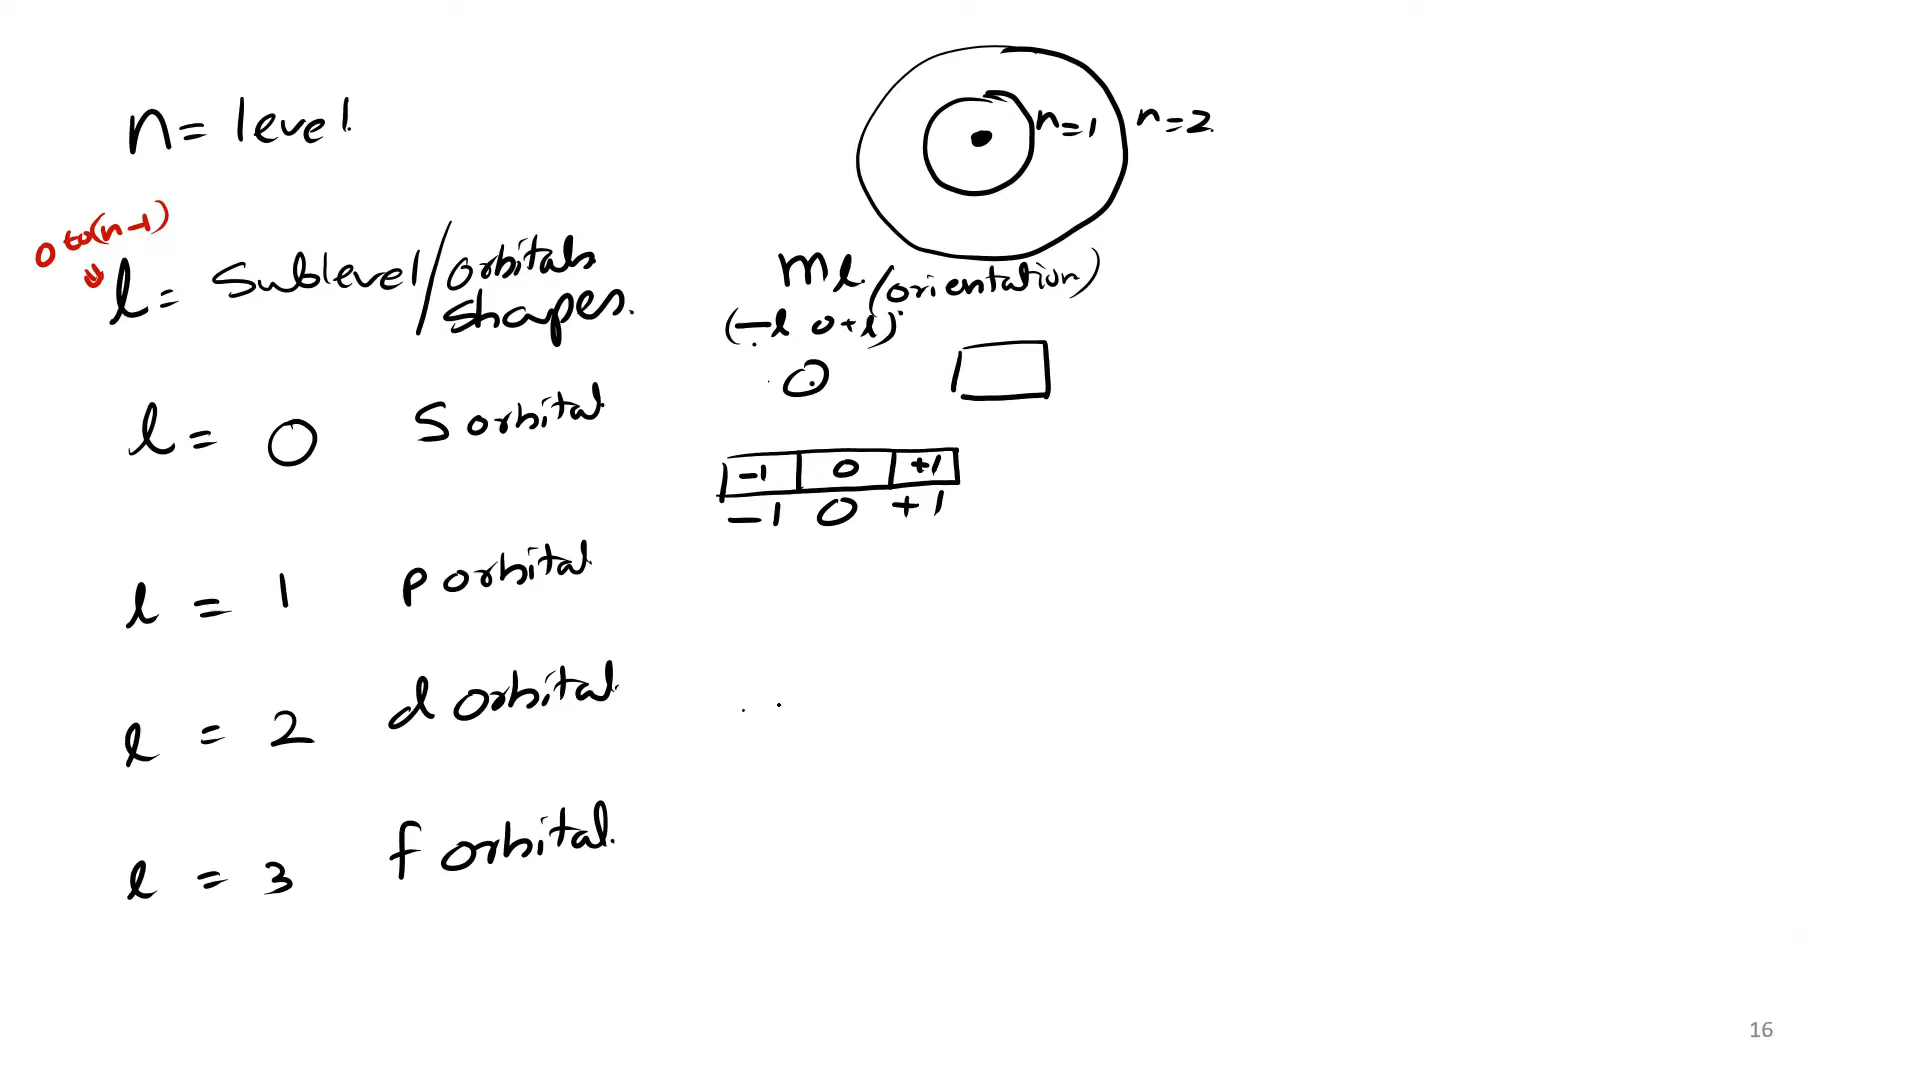 n = level.
n=1 n=2.
0 to (n-1)
l = Sublevel/orbitals shapes.
ml (orientation)
(-l 0 +l)
0
l = 0 S orbital
-1 0 +1
-1 0 +1
l = 1 p orbital
l = 2 d orbital
l = 3 f orbital.
16